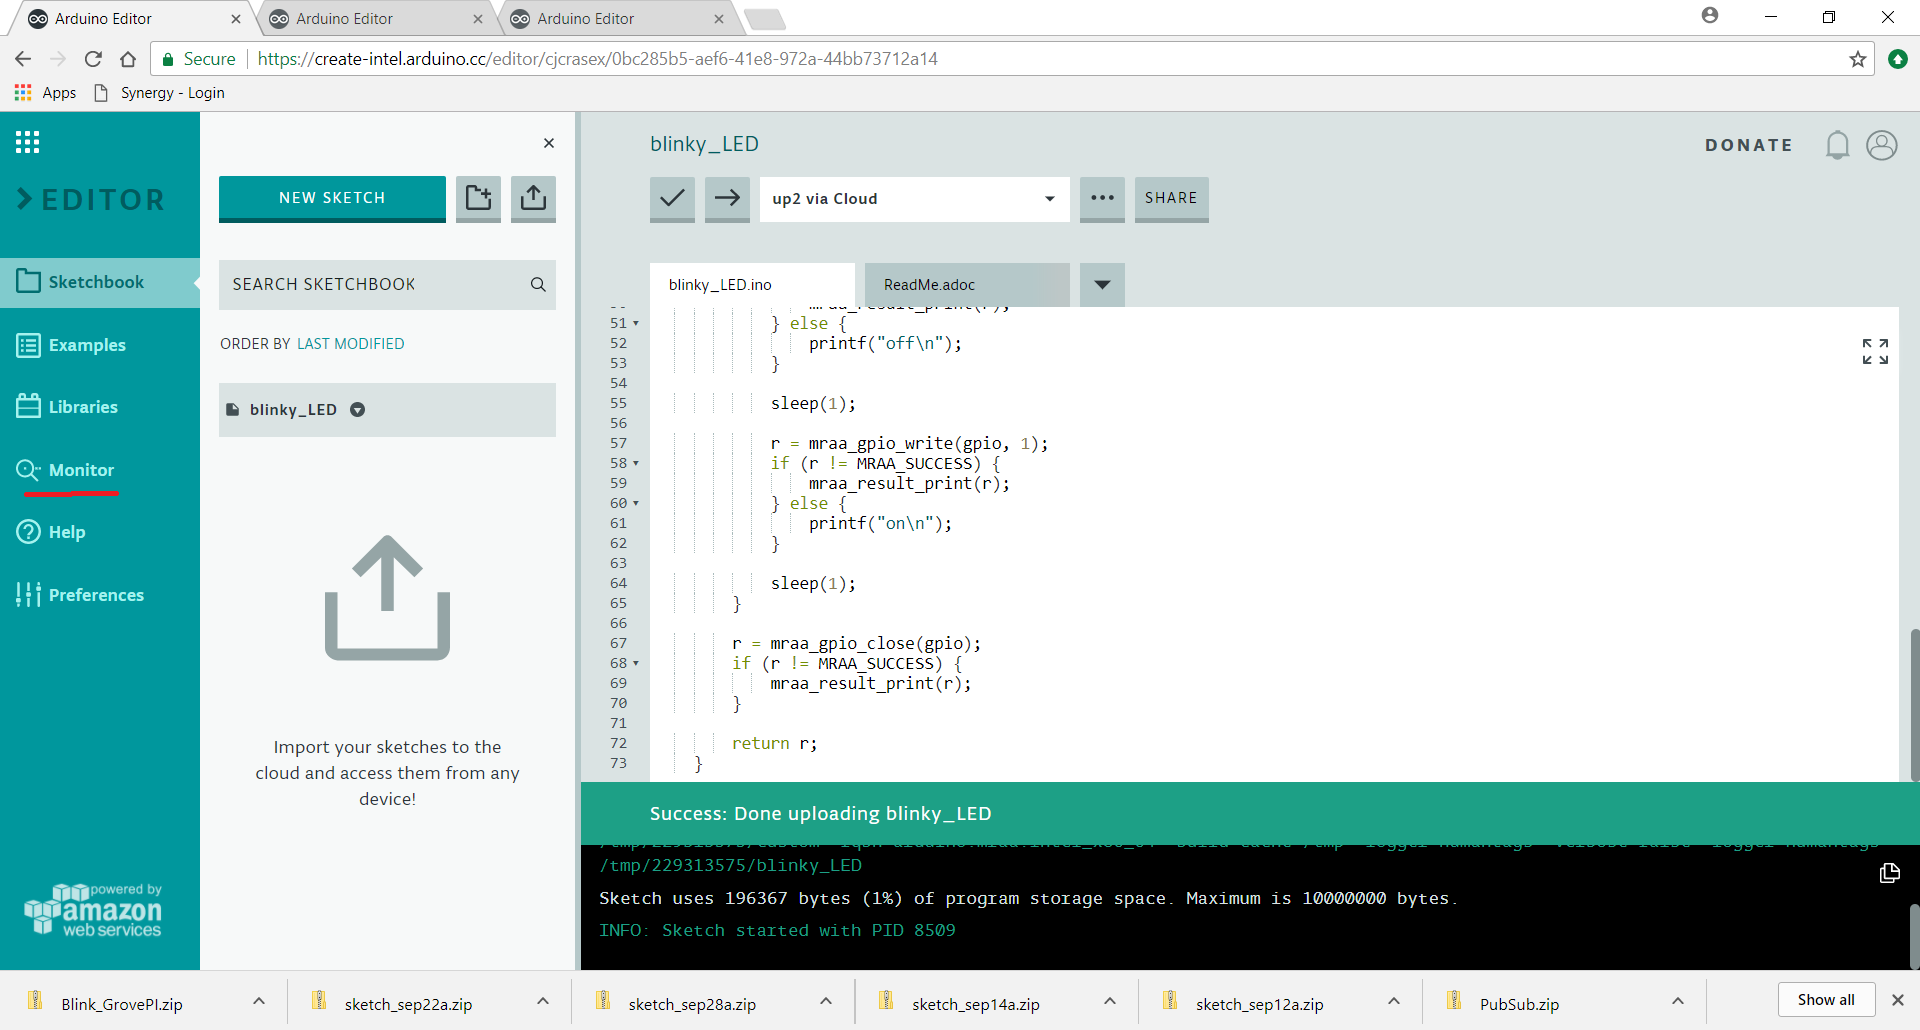 Arduino Editor
Arduino Editor
Arduino Editor
Secure
https://create-intel.arduino.cc/editor/cjcrasex/0bc285b5-aef6-41e8-972a-44bb73712a14
Apps
Synergy - Login
EDITOR
Sketchbook
Examples
Libraries
Monitor
Help
Preferences
powered by
amazon
web services
NEW SKETCH
SEARCH SKETCHBOOK
ORDER BY LAST MODIFIED
blinky_LED
Import your sketches to the
cloud and access them from any
device!
blinky_LED
DONATE
up2 via Cloud
SHARE
blinky_LED.ino
ReadMe.adoc
mraa_result_print(r);
51 } else {
52 printf("off\n");
53 }
54
55 sleep(1);
56
57 r = mraa_gpio_write(gpio, 1);
58 if (r != MRAA_SUCCESS) {
59 mraa_result_print(r);
60 } else {
61 printf("on\n");
62 }
63
64 sleep(1);
65 }
66
67 r = mraa_gpio_close(gpio);
68 if (r != MRAA_SUCCESS) {
69 mraa_result_print(r);
70 }
71
72 return r;
73 }
Success: Done uploading blinky_LED
/tmp/229313575/blinky_LED
Sketch uses 196367 bytes (1%) of program storage space. Maximum is 10000000 bytes.
INFO: Sketch started with PID 8509
Blink_GrovePI.zip
sketch_sep22a.zip
sketch_sep28a.zip
sketch_sep14a.zip
sketch_sep12a.zip
PubSub.zip
Show all